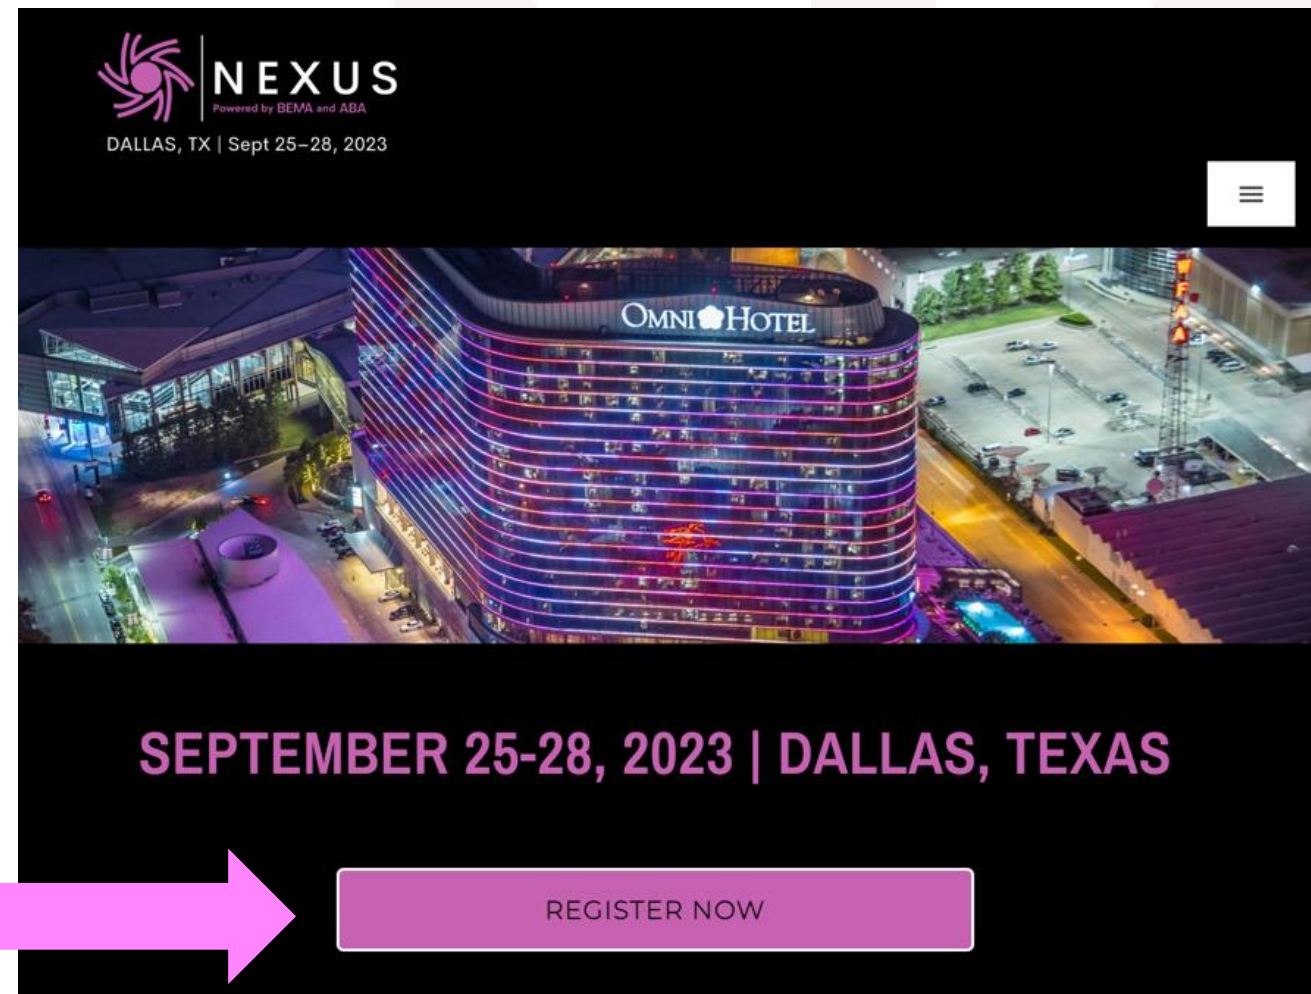 NEXUS
Powered by BEMA and ABA
DALLAS, TX | Sept 25–28, 2023
OMNI HOTEL
WFAA
SEPTEMBER 25-28, 2023 | DALLAS, TEXAS
REGISTER NOW